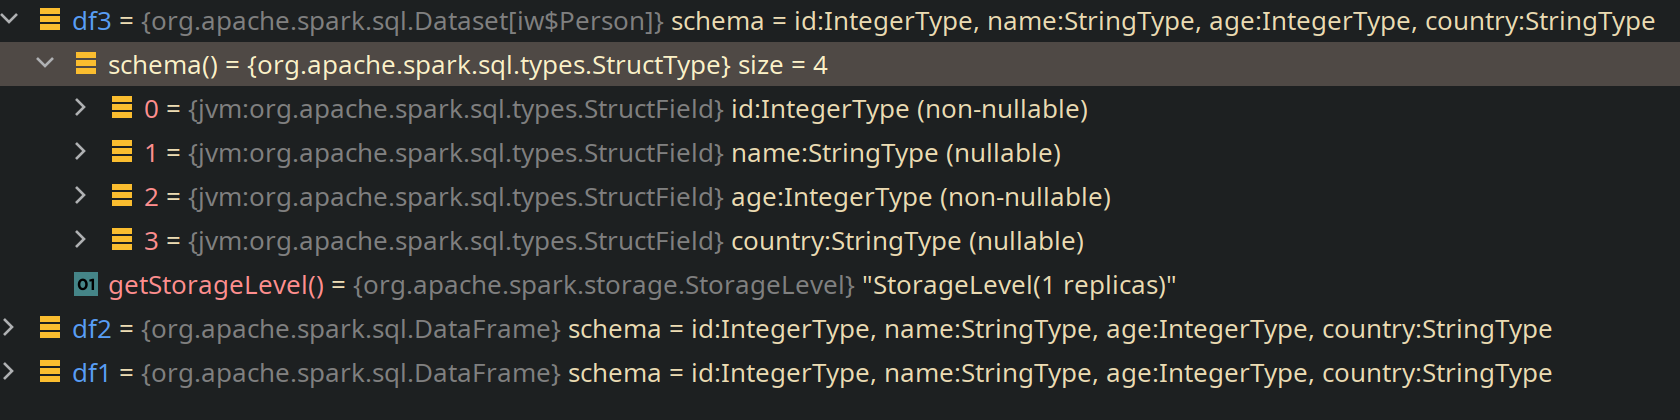 df3 = {org.apache.spark.sql.Dataset[iw$Person]} schema = id:IntegerType, name:StringType, age:IntegerType, country:StringType
schema() = {org.apache.spark.sql.types.StructType} size = 4
0 = {jvm:org.apache.spark.sql.types.StructField} id:IntegerType (non-nullable)
1 = {jvm:org.apache.spark.sql.types.StructField} name:StringType (nullable)
2 = {jvm:org.apache.spark.sql.types.StructField} age:IntegerType (non-nullable)
3 = {jvm:org.apache.spark.sql.types.StructField} country:StringType (nullable)
01 getStorageLevel() = {org.apache.spark.storage.StorageLevel} "StorageLevel(1 replicas)"
df2 = {org.apache.spark.sql.DataFrame} schema = id:IntegerType, name:StringType, age:IntegerType, country:StringType
df1 = {org.apache.spark.sql.DataFrame} schema = id:IntegerType, name:StringType, age:IntegerType, country:StringType